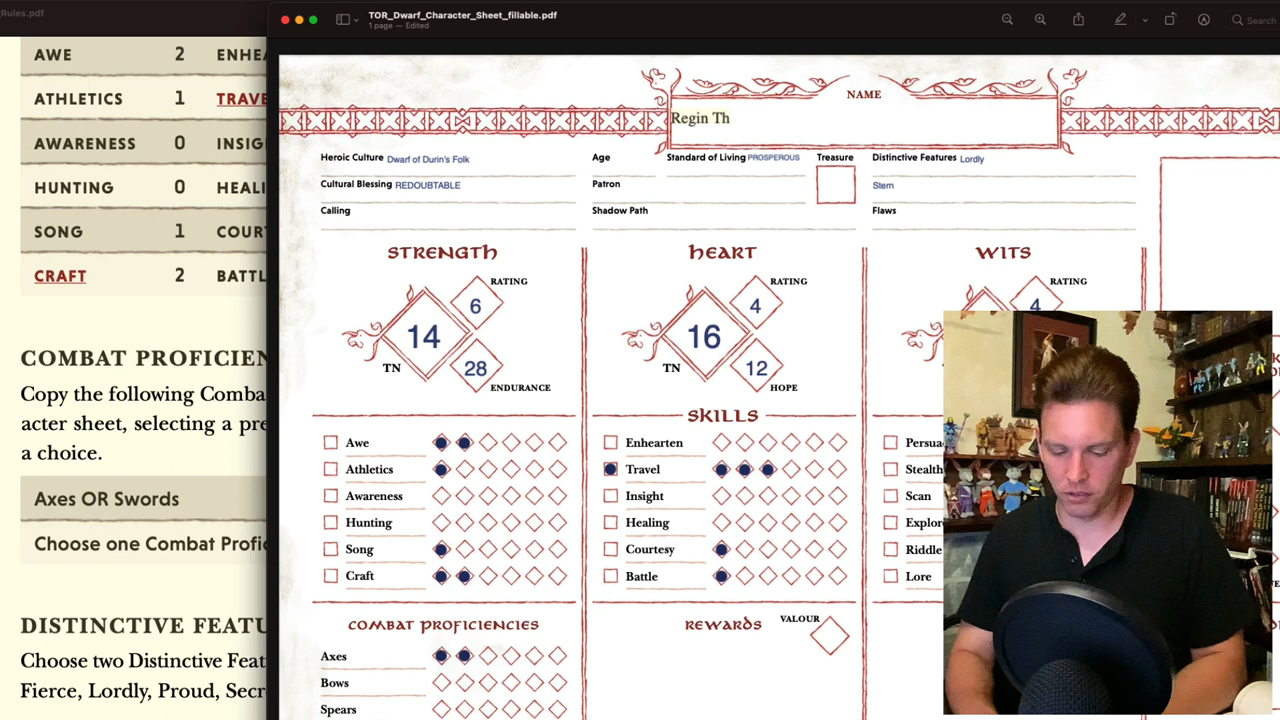 Rules.pdf
TOR_Dwarf_Character_Sheet_fillable.pdf
1 page — Edited
Search
AWE 2
ATHLETICS 1
AWARENESS 0
HUNTING 0
SONG 1
CRAFT 2
COMBAT PROFICIEN
Copy the following Comba
acter sheet, selecting a pre
a choice.
Axes OR Swords
Choose one Combat Profic
DISTINCTIVE FEATU
Choose two Distinctive Feat
Fierce, Lordly, Proud, Secr
NAME
Regin Th
Heroic Culture Dwarf of Durin's Folk
Age
Standard of Living PROSPEROUS
Treasure
Distinctive Features Lordly
Cultural Blessing REDOUBTABLE
Patron
Stern
Calling
Shadow Path
Flaws
STRENGTH
RATING
6
14
TN
28
ENDURANCE
HEART
RATING
4
16
TN
12
HOPE
WITS
RATING
4
SKILLS
Awe
Athletics
Awareness
Hunting
Song
Craft
Enhearten
Travel
Insight
Healing
Courtesy
Battle
Persua
Stealth
Scan
Explor
Riddle
Lore
COMBAT PROFICIENCIES
Axes
Bows
Spears
REWARDS
VALOUR